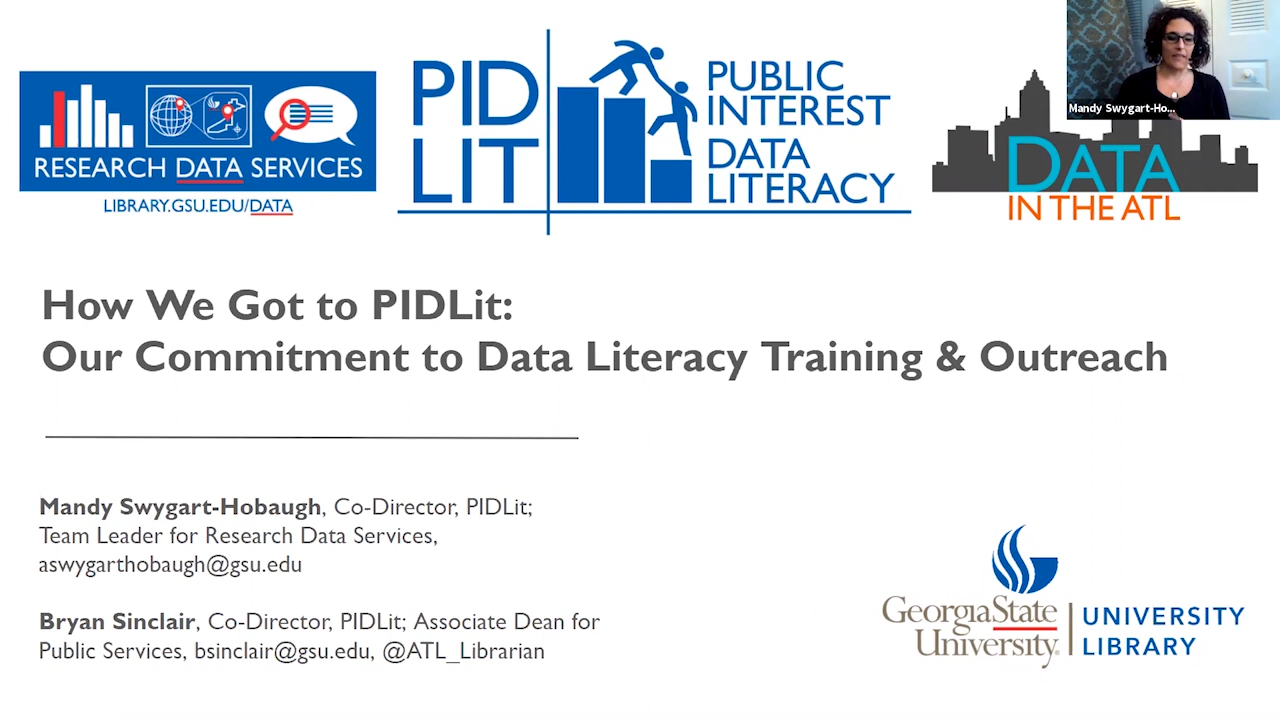 RESEARCH DATA SERVICES
LIBRARY.GSU.EDU/DATA
PID
LIT
PUBLIC
INTEREST
DATA
LITERACY
Mandy Swygart-Ho...
DATA
IN THE ATL
How We Got to PIDLit:
Our Commitment to Data Literacy Training & Outreach
Mandy Swygart-Hobaugh, Co-Director, PIDLit;
Team Leader for Research Data Services,
aswygarthobaugh@gsu.edu
Bryan Sinclair, Co-Director, PIDLit; Associate Dean for
Public Services, bsinclair@gsu.edu, @ATL_Librarian
GeorgiaState
University
UNIVERSITY
LIBRARY